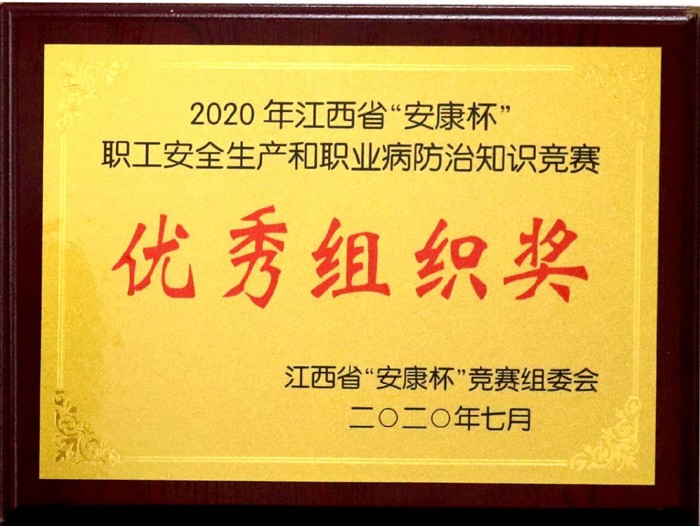 2020年江西省“安康杯”
职工安全生产和职业病防治知识竞赛
优秀组织奖
江西省“安康杯”竞赛组委会
二〇二〇年七月